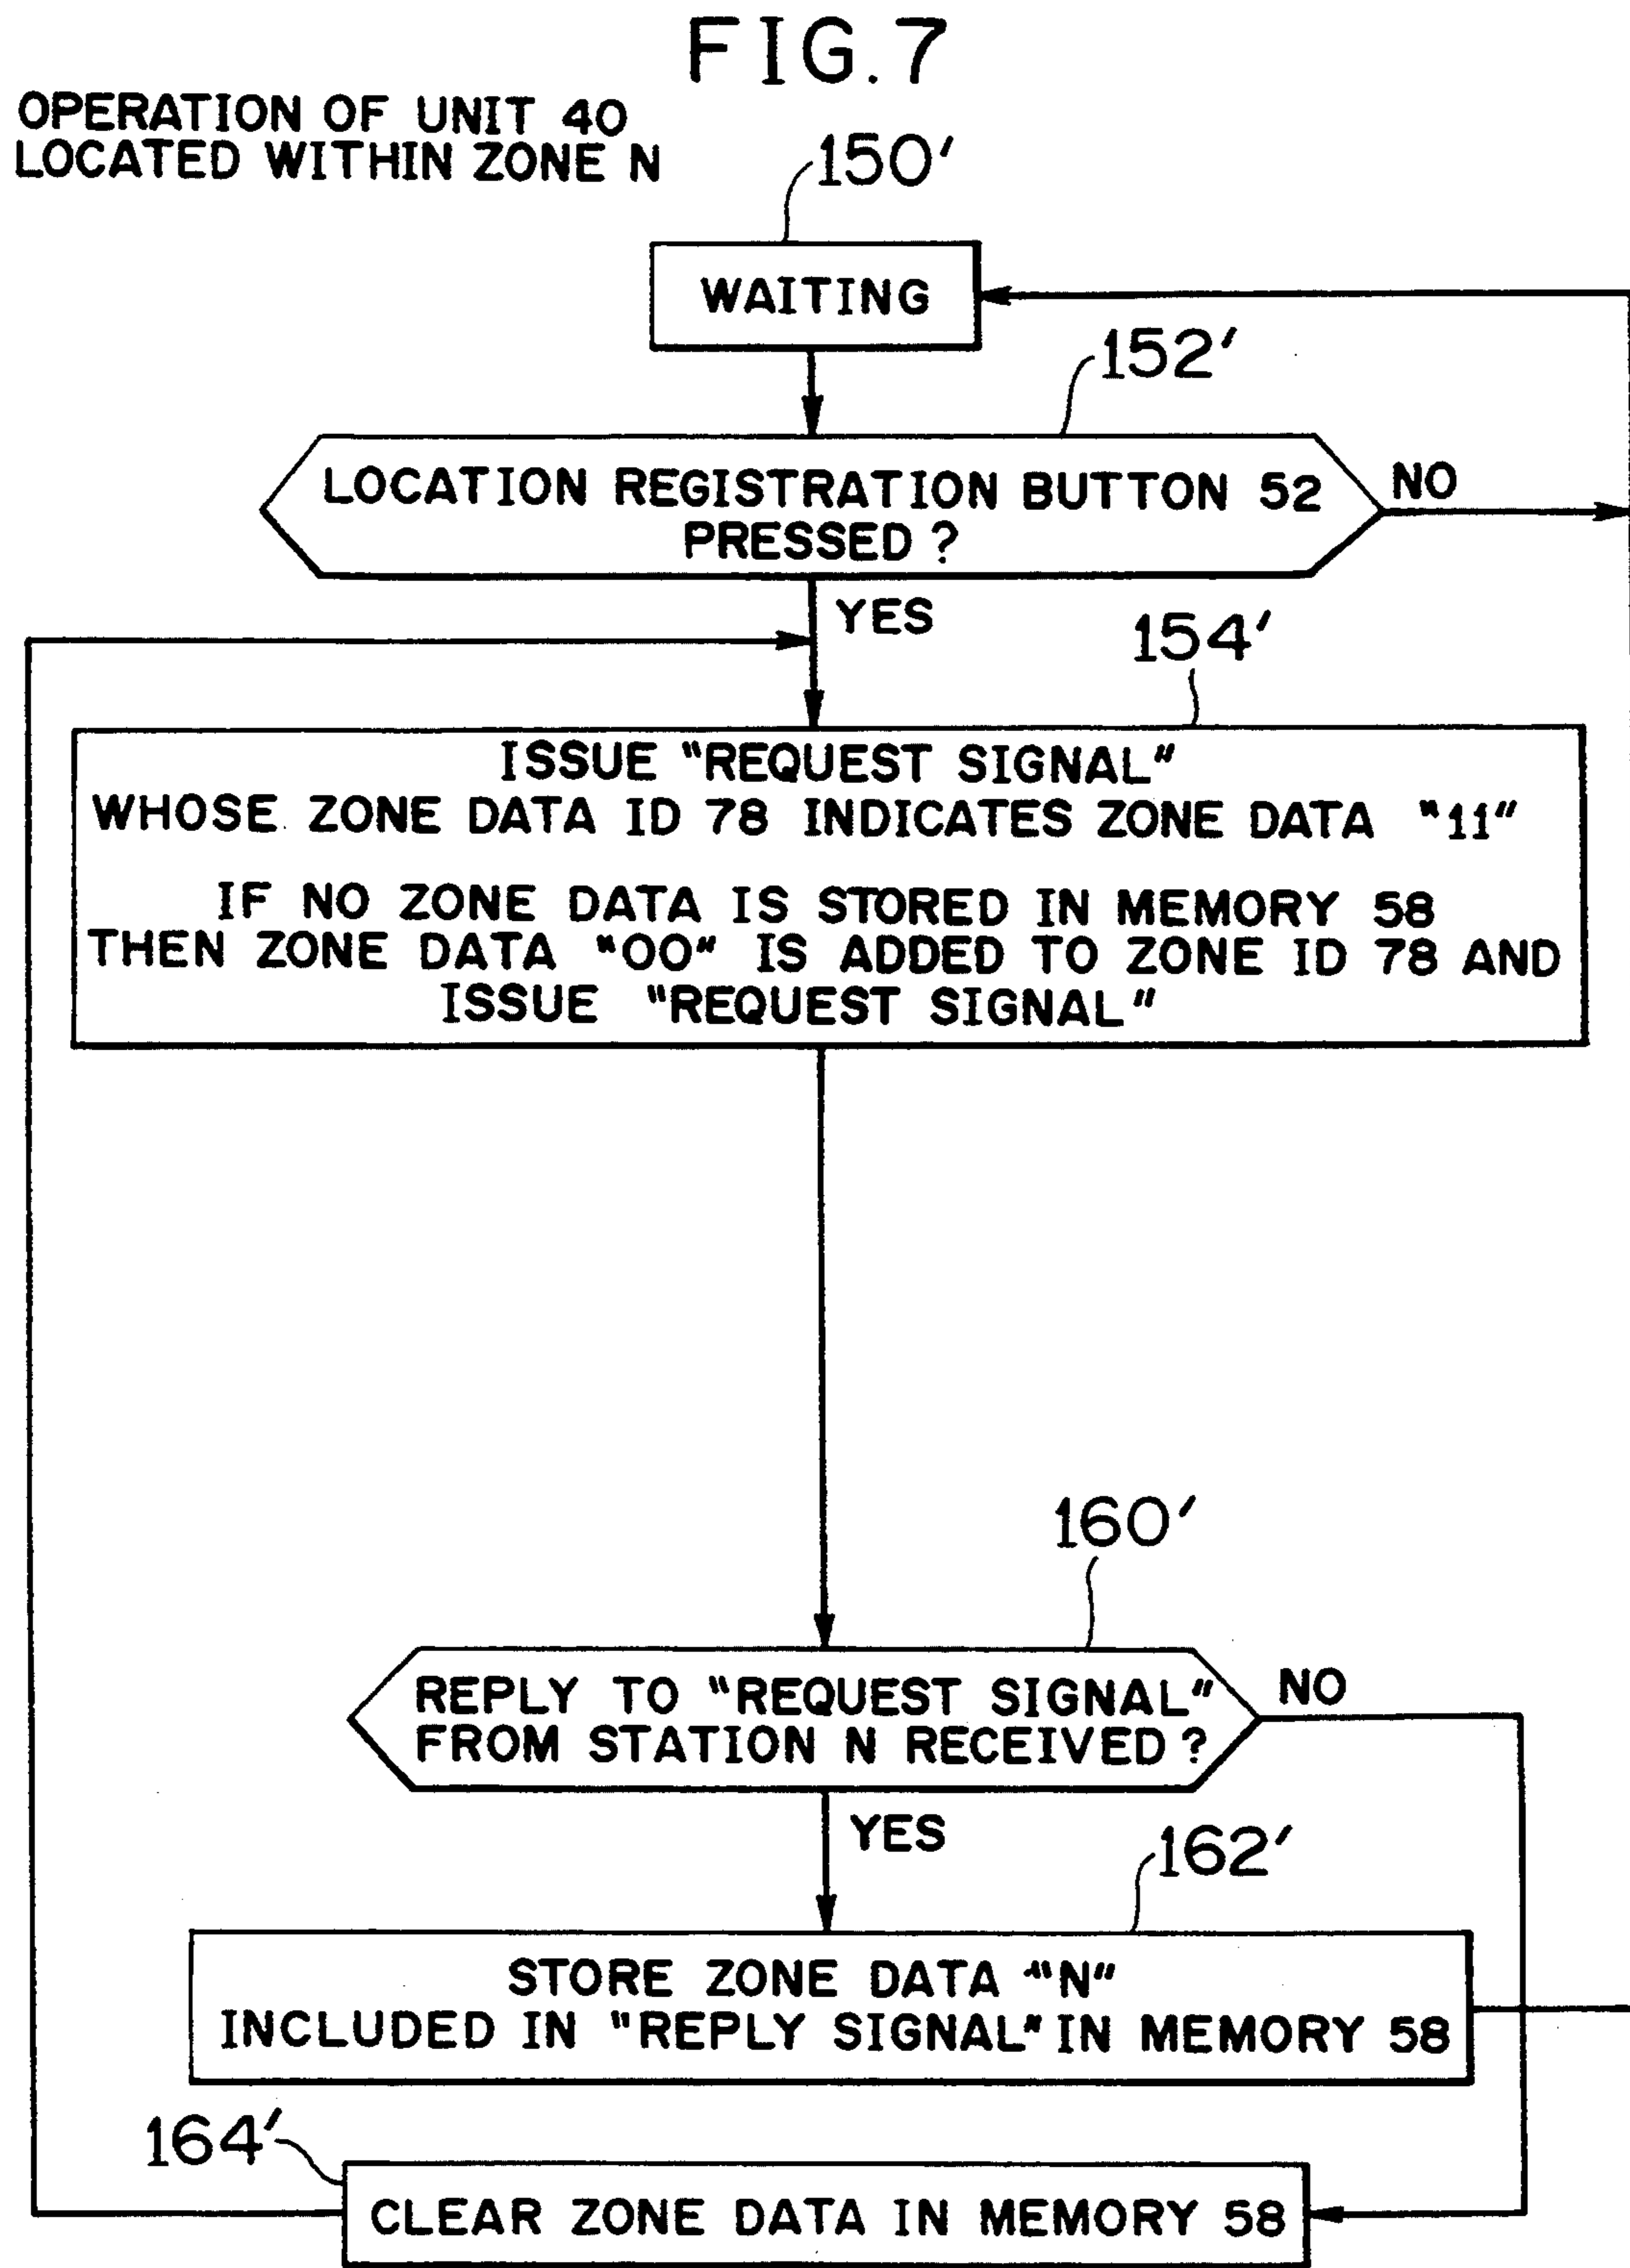 FIG.7
OPERATION OF UNIT 40
LOCATED WITHIN ZONE N
150'
WAITING
152'
LOCATION REGISTRATION BUTTON 52
PRESSED?
NO
YES
154'
ISSUE "REQUEST SIGNAL"
WHOSE ZONE DATA ID 78 INDICATES ZONE DATA "11"
IF NO ZONE DATA IS STORED IN MEMORY 58
THEN ZONE DATA "00" IS ADDED TO ZONE ID 78 AND
ISSUE "REQUEST SIGNAL"
160'
REPLY TO "REQUEST SIGNAL"
FROM STATION N RECEIVED?
NO
YES
162'
STORE ZONE DATA "N"
INCLUDED IN "REPLY SIGNAL" IN MEMORY 58
164'
CLEAR ZONE DATA IN MEMORY 58